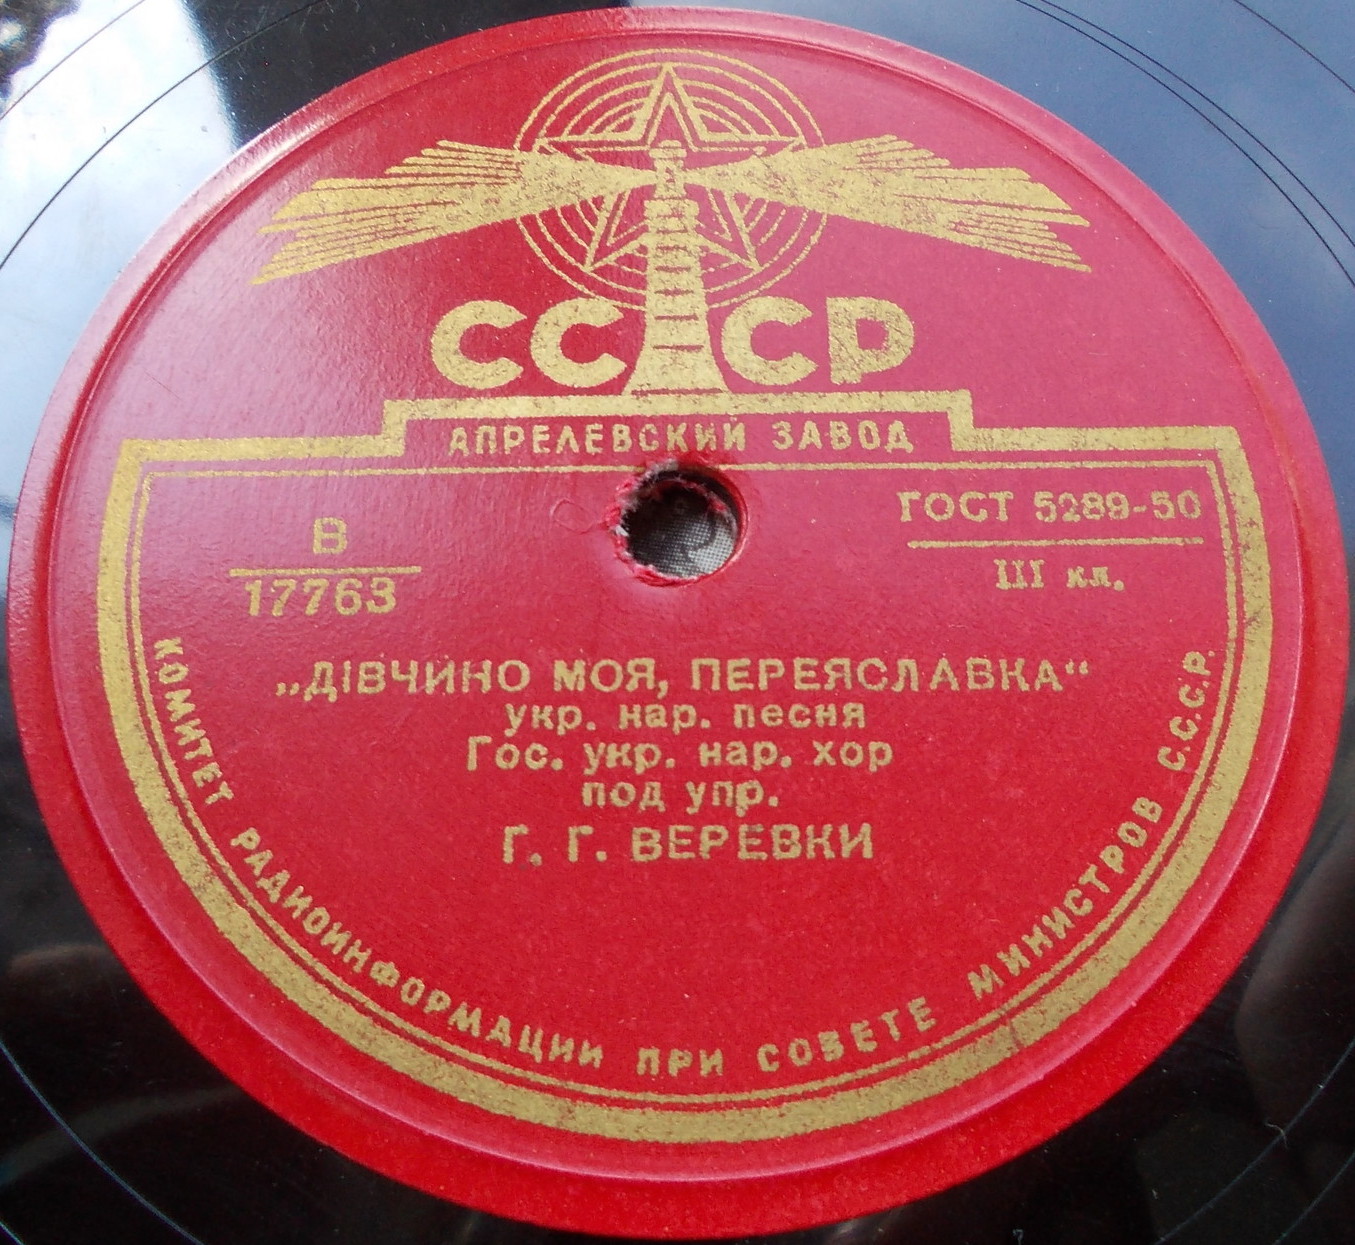 СССР
АПРЕЛЕВСКИЙ ЗАВОД
В
17763
ГОСТ 5289-50
III кл.
„ДІВЧИНО МОЯ, ПЕРЕЯСЛАВКА“
укр. нар. песня
Гос. укр. нар. хор
под упр.
Г. Г. ВЕРЕВКИ
КОМИТЕТ РАДИОИНФОРМАЦИИ ПРИ СОВЕТЕ МИНИСТРОВ С.С.С.Р.